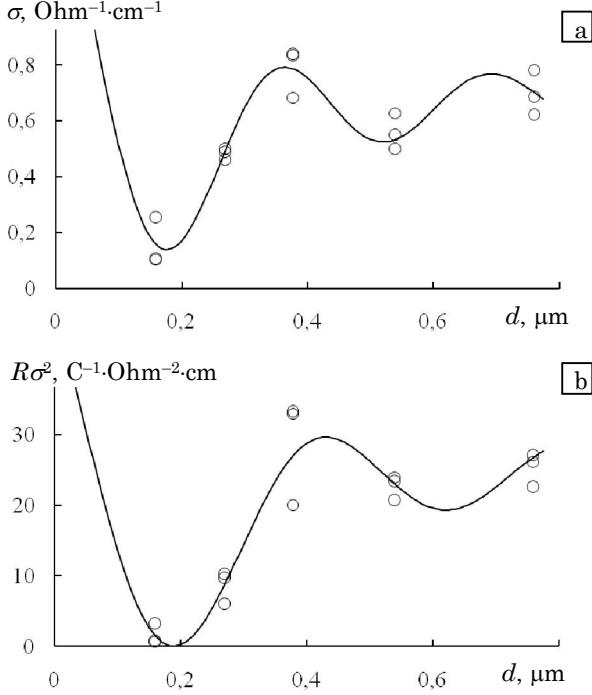 σ, Ohm⁻¹·cm⁻¹
a
0,8
0,6
0,4
0,2
0
0 0,2 0,4 0,6 d, μm
Rσ², C⁻¹·Ohm⁻²·cm
b
30
20
10
0
0 0,2 0,4 0,6 d, μm